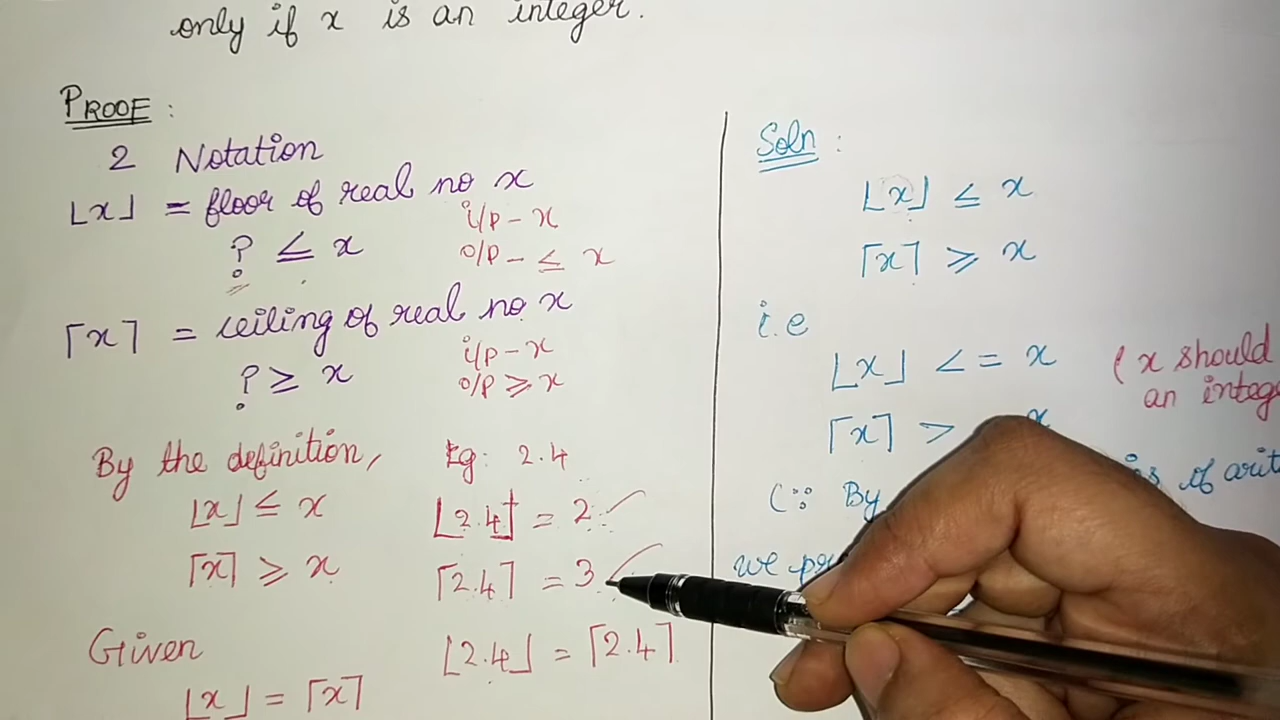 only if x is an integer.
PROOF :
2 Notation
⌊x⌋ = floor of real no x
? ≤ x
i/p - x
o/p - ≤ x
⌈x⌉ = ceiling of real no x
? ≥ x
i/p - x
o/p ≥ x
By the definition,
⌊x⌋ ≤ x
⌈x⌉ ≥ x
Eg: 2.4
⌊2.4⌋ = 2
⌈2.4⌉ = 3
Given
⌊x⌋ = ⌈x⌉
⌊2.4⌋ = ⌈2.4⌉
Soln :
⌊x⌋ ≤ x
⌈x⌉ ≥ x
i.e
⌊x⌋ < = x
(x should
an
⌈x⌉ > x
(∵ By of
we